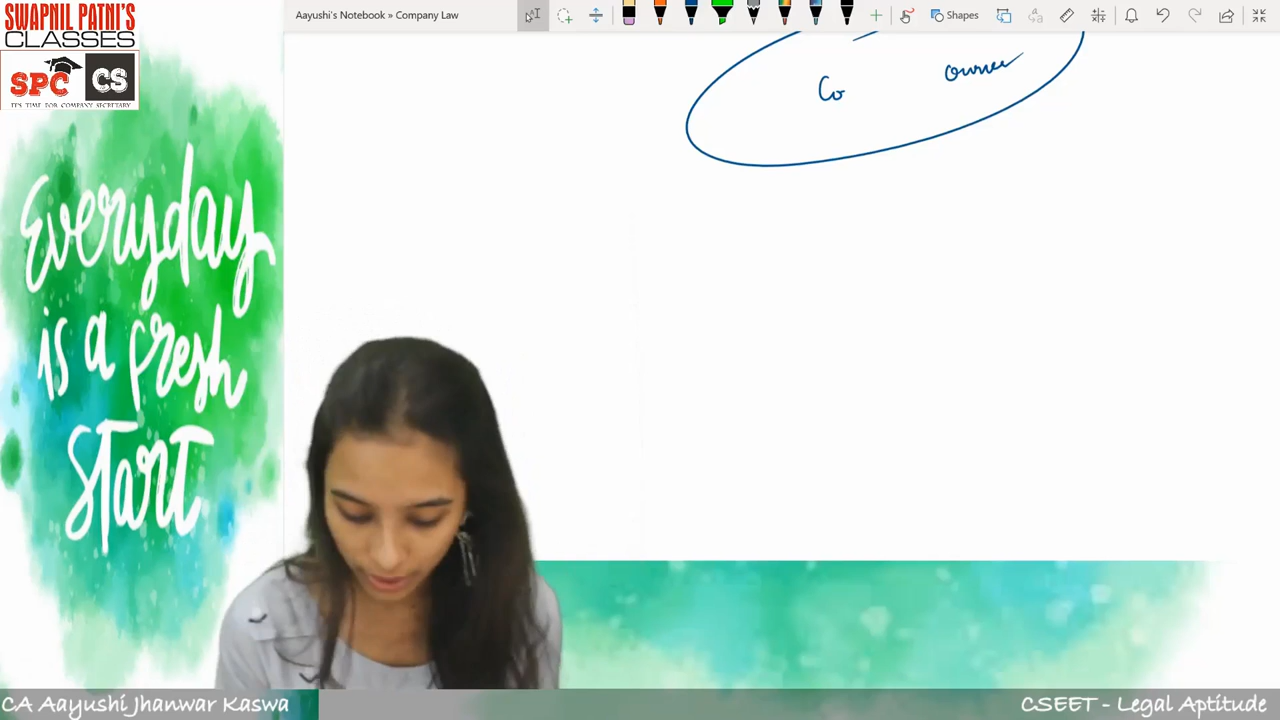 SWAPNIL PATNI'S
CLASSES
SPC CS
IT'S TIME FOR COMPANY SECRETARY
Aayushi's Notebook » Company Law
Shapes
Co owner
Everyday
is a fresh
Start
CA Aayushi Jhanwar Kaswa
CSEET - Legal Aptitude